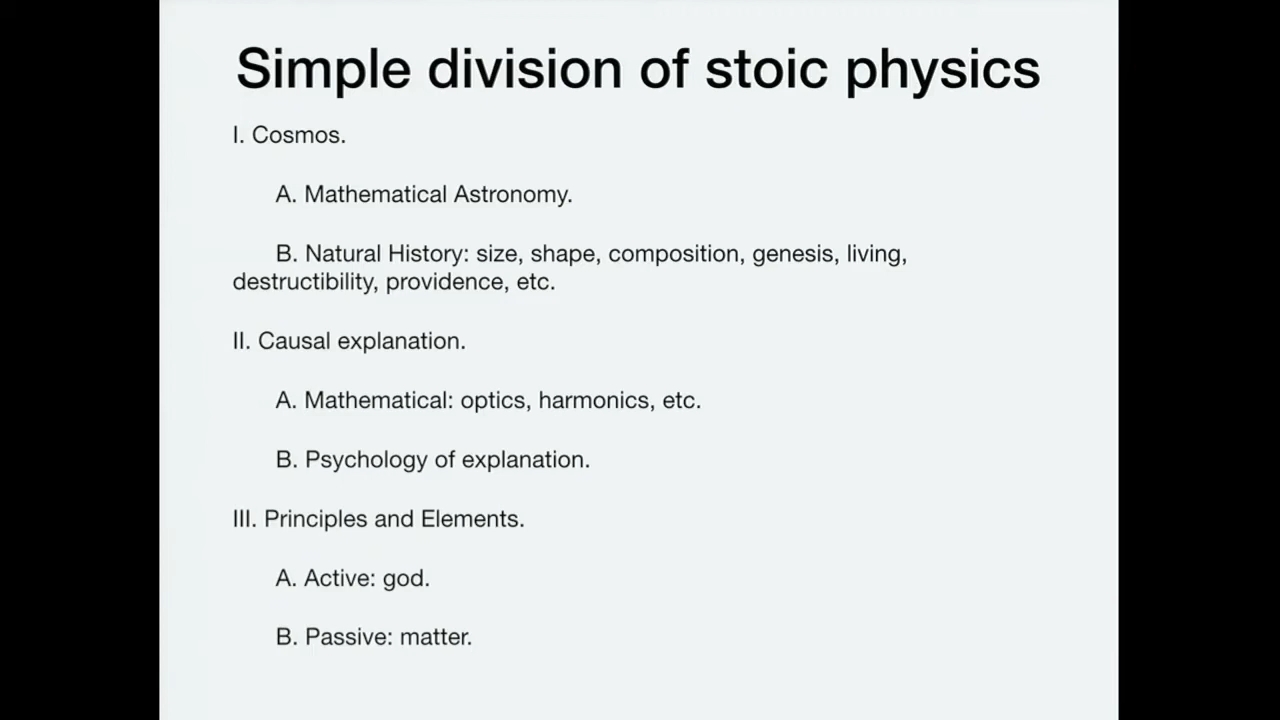 Simple division of stoic physics
I. Cosmos.
A. Mathematical Astronomy.
B. Natural History: size, shape, composition, genesis, living,
destructibility, providence, etc.
II. Causal explanation.
A. Mathematical: optics, harmonics, etc.
B. Psychology of explanation.
III. Principles and Elements.
A. Active: god.
B. Passive: matter.